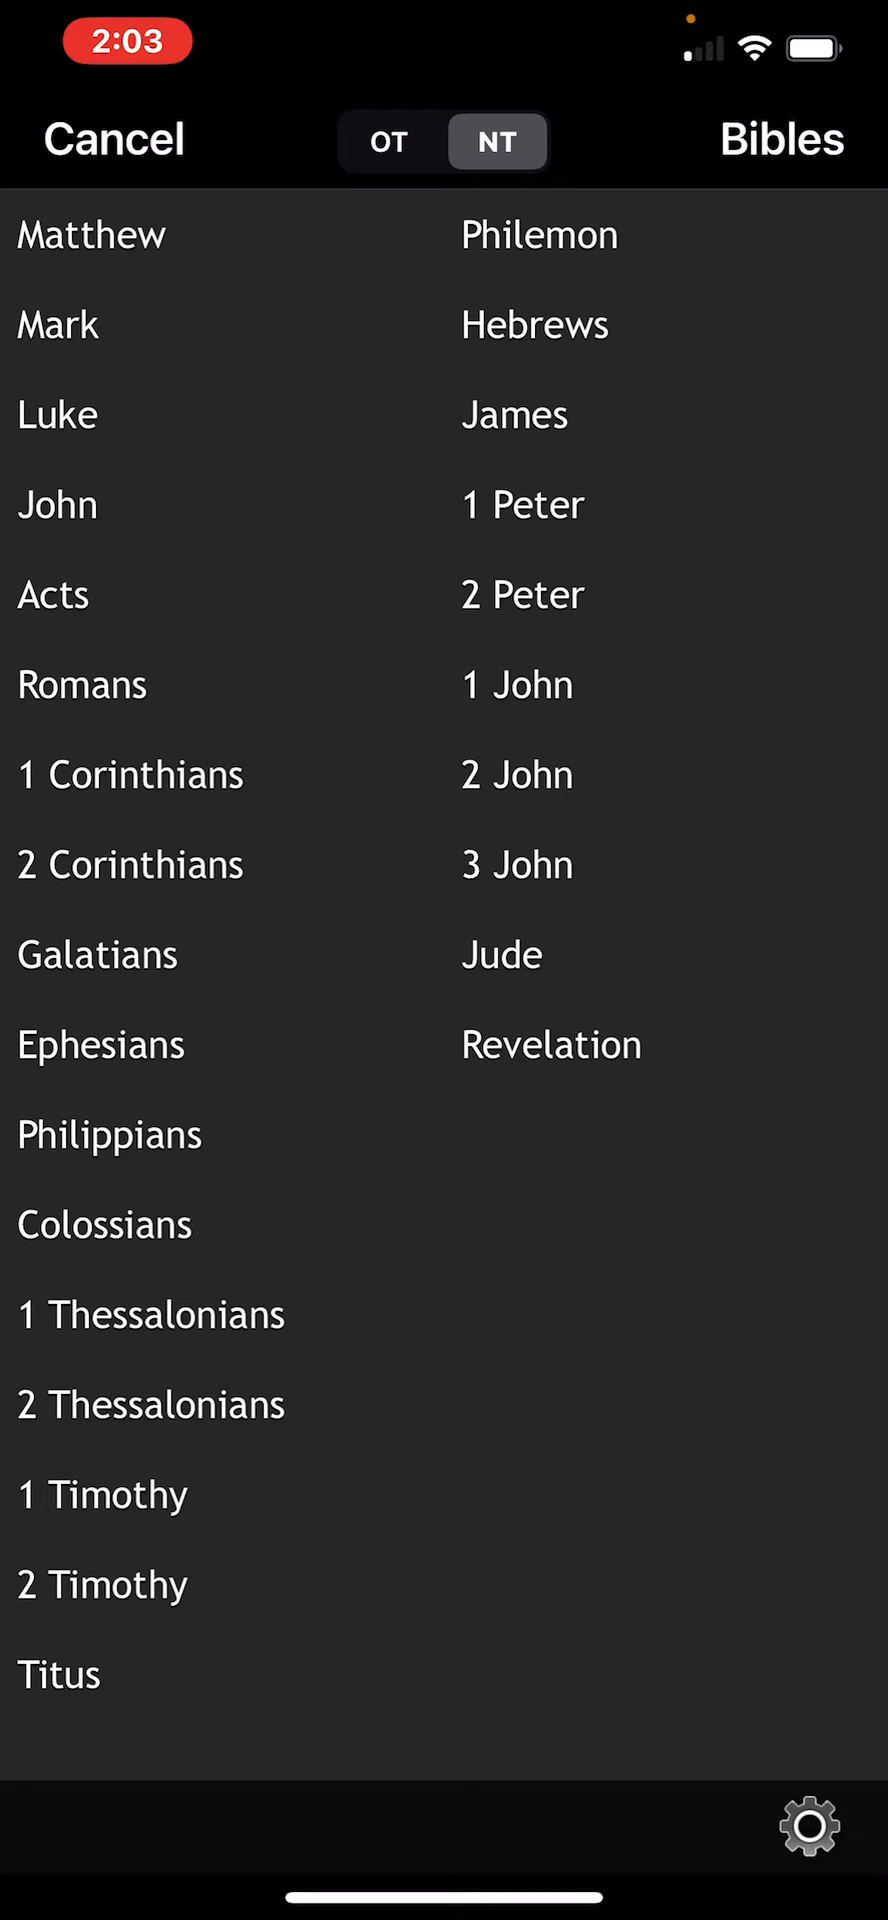 2:03
Cancel
OT
NT
Bibles
Matthew
Mark
Luke
John
Acts
Romans
1 Corinthians
2 Corinthians
Galatians
Ephesians
Philippians
Colossians
1 Thessalonians
2 Thessalonians
1 Timothy
2 Timothy
Titus
Philemon
Hebrews
James
1 Peter
2 Peter
1 John
2 John
3 John
Jude
Revelation